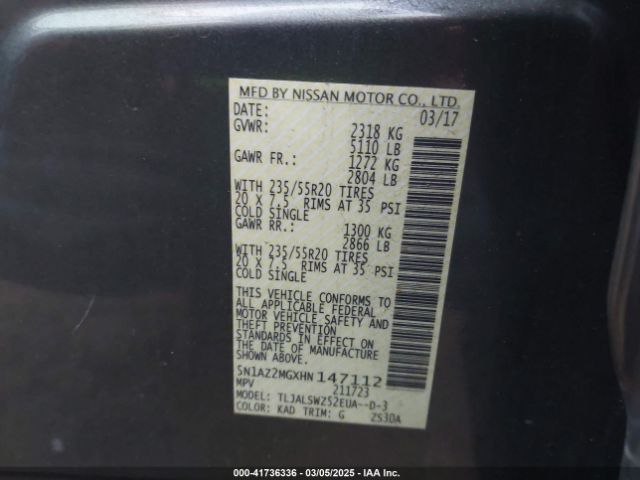 MFD BY NISSAN MOTOR CO., LTD.
DATE: 03/17
GVWR: 2318 KG
5110 LB
GAWR FR.: 1272 KG
2804 LB
WITH 235/55R20 TIRES
20 X 7.5 RIMS AT 35 PSI
COLD SINGLE
GAWR RR.: 1300 KG
2866 LB
WITH 235/55R20 TIRES
20 X 7.5 RIMS AT 35 PSI
COLD SINGLE
THIS VEHICLE CONFORMS TO
ALL APPLICABLE FEDERAL
MOTOR VEHICLE SAFETY AND
THEFT PREVENTION
STANDARDS IN EFFECT ON
THE DATE OF MANUFACTURE
SHOWN ABOVE.
5N1AZ2MGXHN147112
MPV 211723
MODEL: TLJALSWZ52EUA--D-3
COLOR: KAD TRIM: G ZS30A
000-41736336 - 03/05/2025 - IAA Inc.